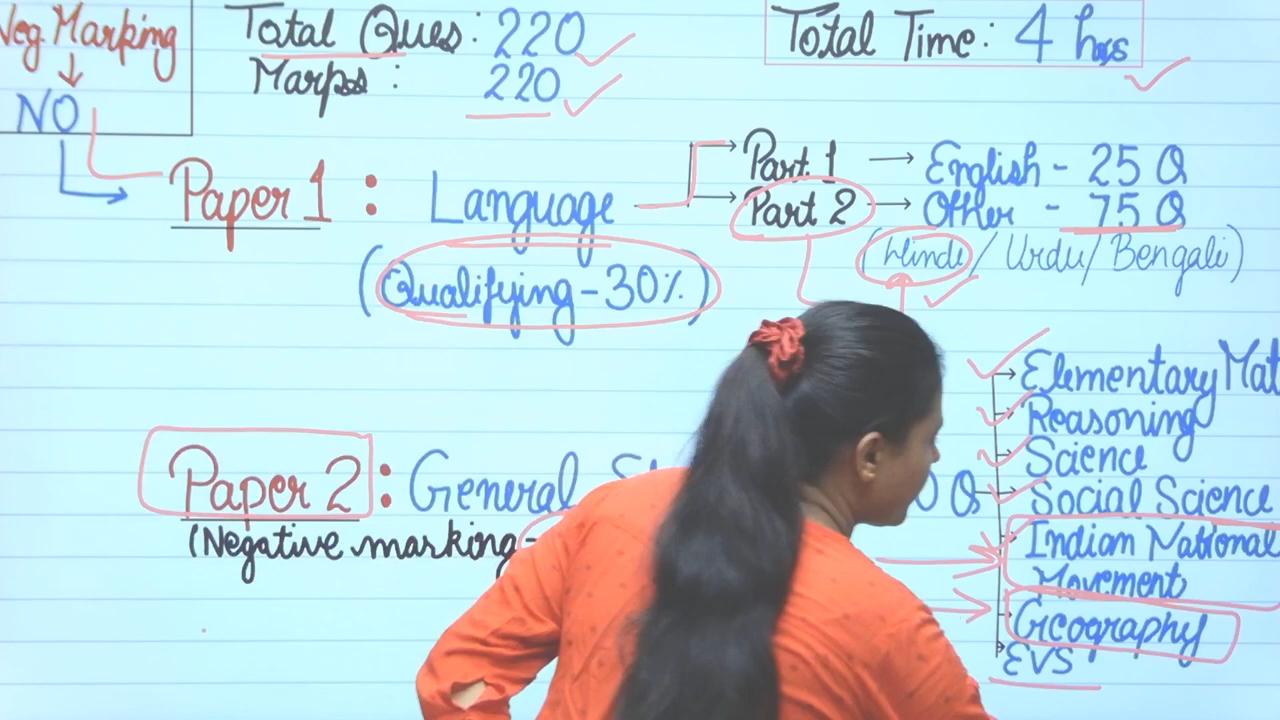 Neg. Marking
NO
Total Ques: 220
Marks: 220
Total Time: 4 hrs
Paper 1 : Language
(Qualifying - 30%)
Part 1 → English - 25 Q
Part 2 → Other - 75 Q
(Hindi / Urdu / Bengali)
Paper 2 : General
(Negative marking -
Q
Elementary Mat
Reasoning
Science
Social Science
Indian National
Movement
Geography
EVS